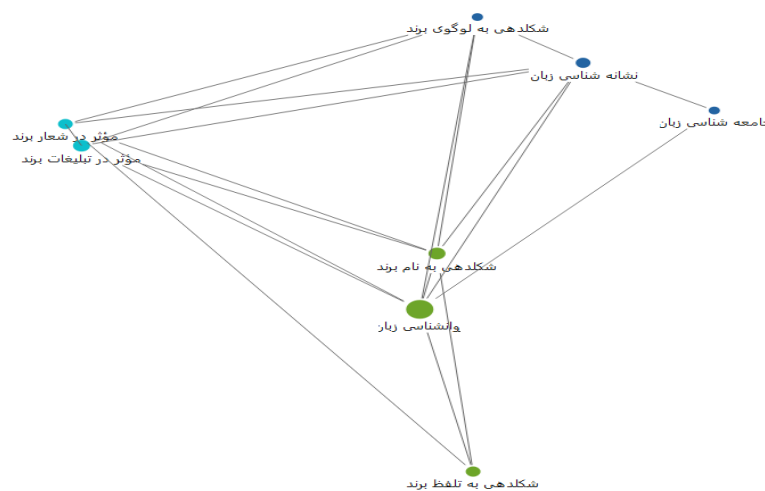 شکلدهی به لوگوی برند
نشانه شناسی زبان
جامعه شناسی زبان
مؤثر در شعار برند
مؤثر در تبلیغات برند
شکلدهی به نام برند
وانشناسی زبان
شکلدهی به تلفظ برند